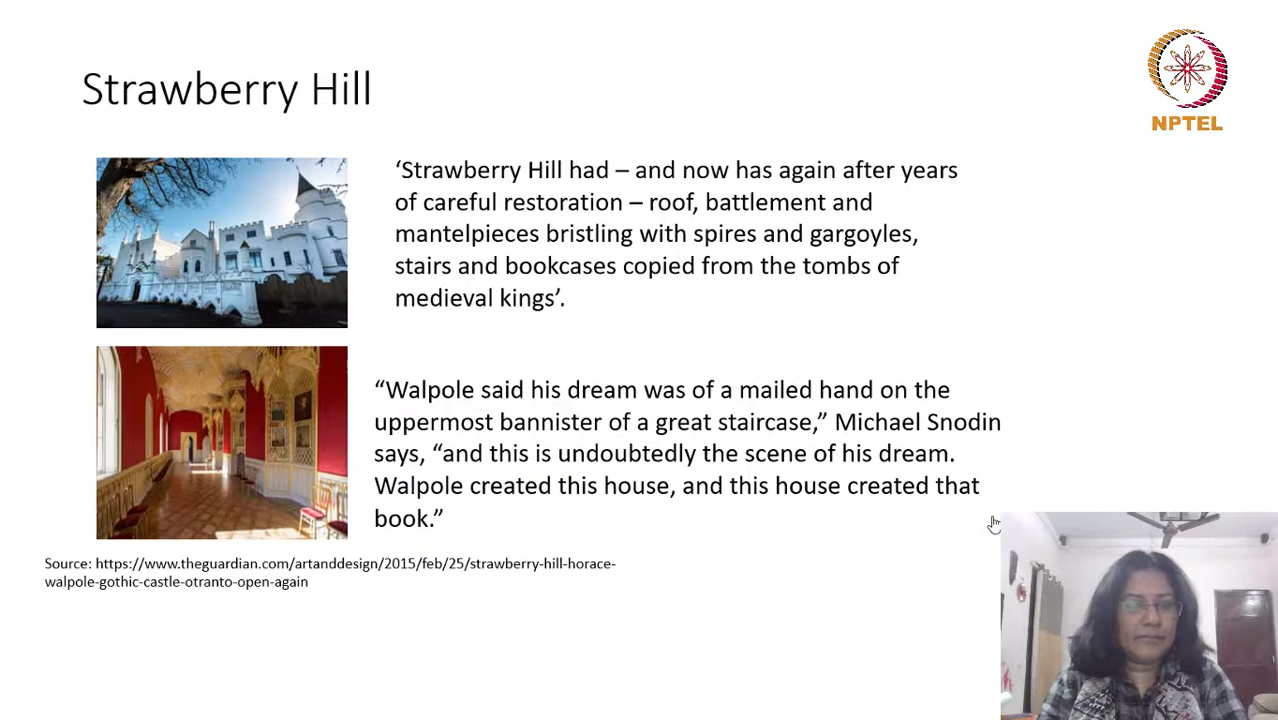 Strawberry Hill
NPTEL
‘Strawberry Hill had – and now has again after years
of careful restoration – roof, battlement and
mantelpieces bristling with spires and gargoyles,
stairs and bookcases copied from the tombs of
medieval kings’.
“Walpole said his dream was of a mailed hand on the
uppermost bannister of a great staircase,” Michael Snodin
says, “and this is undoubtedly the scene of his dream.
Walpole created this house, and this house created that
book.”
Source: https://www.theguardian.com/artanddesign/2015/feb/25/strawberry-hill-horace-
walpole-gothic-castle-otranto-open-again